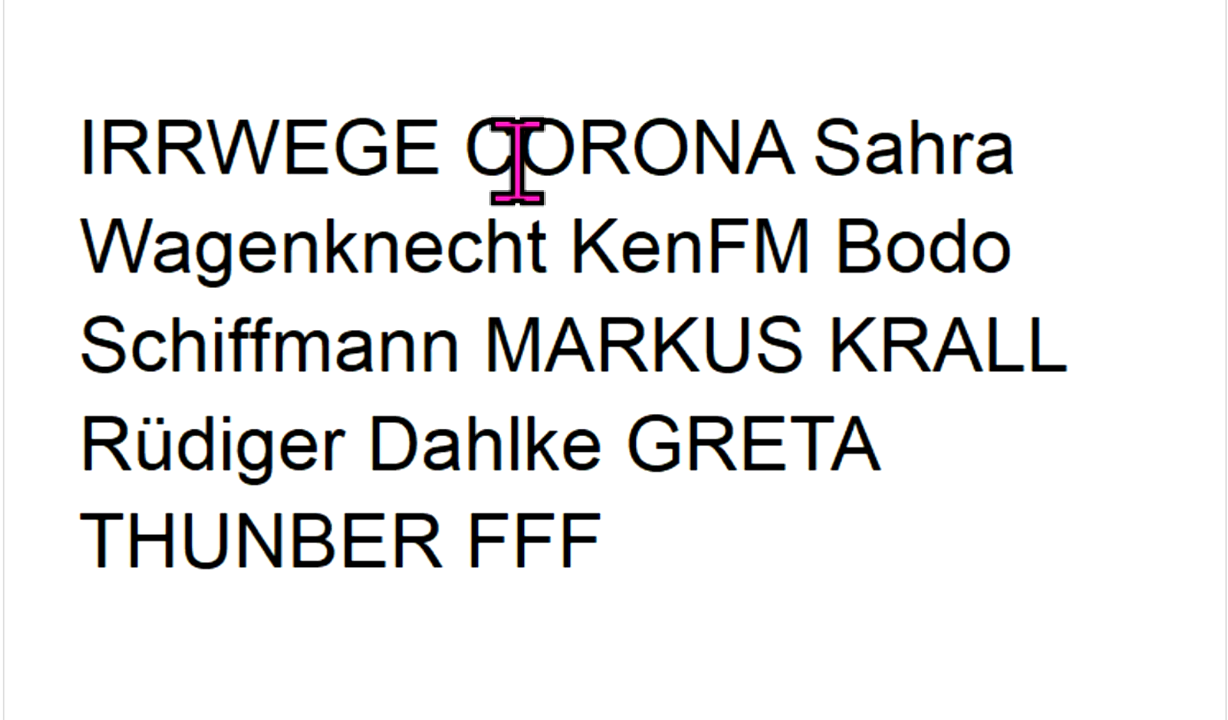 IRRWEGE CORONA Sahra
Wagenknecht KenFM Bodo
Schiffmann MARKUS KRALL
Rüdiger Dahlke GRETA
THUNBER FFF